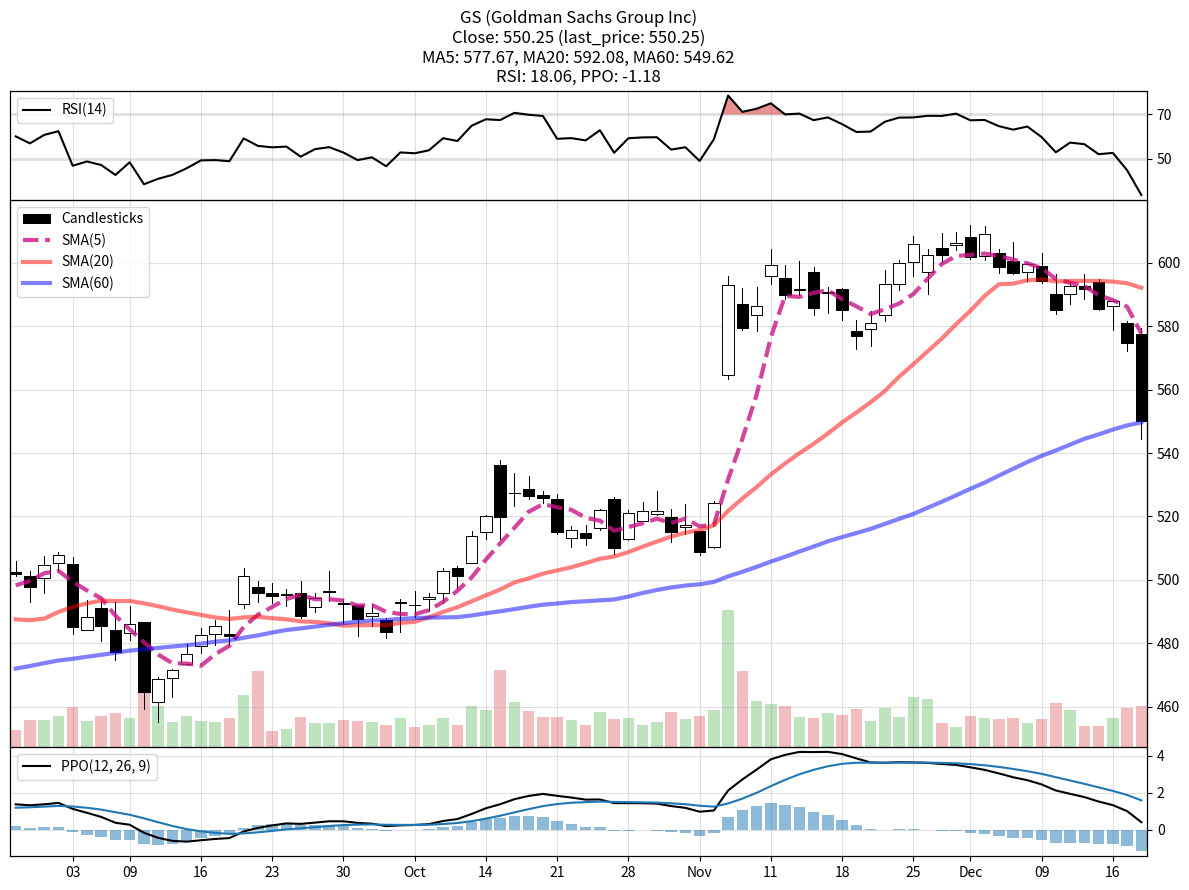 GS (Goldman Sachs Group Inc)
Close: 550.25 (last_price: 550.25)
MA5: 577.67, MA20: 592.08, MA60: 549.62
RSI: 18.06, PPO: -1.18
RSI(14)
70
50
Candlesticks
SMA(5)
SMA(20)
SMA(60)
600
580
560
540
520
500
480
460
PPO(12, 26, 9)
4
2
0
03 09 16 23 30 Oct 14 21 28 Nov 11 18 25 Dec 09 16